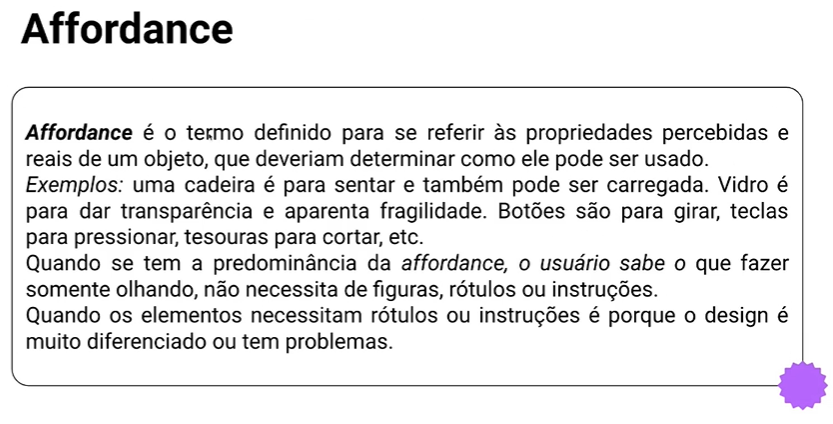 Affordance
Affordance é o termo definido para se referir às propriedades percebidas e
reais de um objeto, que deveriam determinar como ele pode ser usado.
Exemplos: uma cadeira é para sentar e também pode ser carregada. Vidro é
para dar transparência e aparenta fragilidade. Botões são para girar, teclas
para pressionar, tesouras para cortar, etc.
Quando se tem a predominância da affordance, o usuário sabe o que fazer
somente olhando, não necessita de figuras, rótulos ou instruções.
Quando os elementos necessitam rótulos ou instruções é porque o design é
muito diferenciado ou tem problemas.